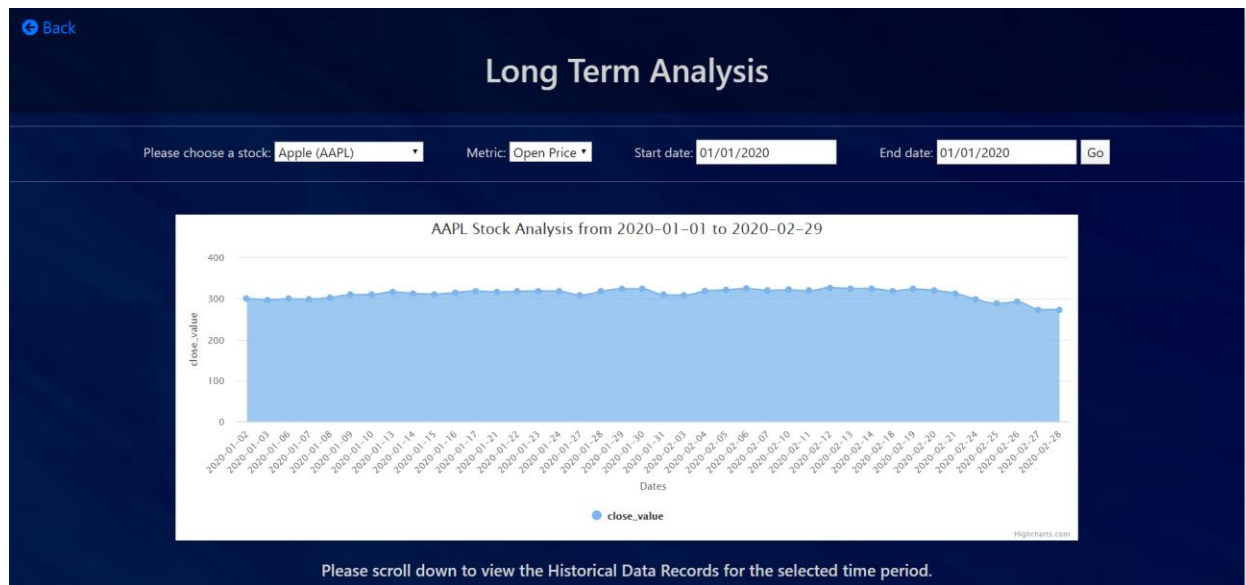 Back
Long Term Analysis
Please choose a stock: Apple (AAPL) Metric: Open Price Start date: 01/01/2020 End date: 01/01/2020 Go
AAPL Stock Analysis from 2020-01-01 to 2020-02-29
400
300
200
100
0
close_value
2020-01-02 2020-01-03 2020-01-06 2020-01-07 2020-01-08 2020-01-09 2020-01-10 2020-01-13 2020-01-14 2020-01-15 2020-01-16 2020-01-17 2020-01-21 2020-01-22 2020-01-23 2020-01-24 2020-01-27 2020-01-28 2020-01-29 2020-01-30 2020-01-31 2020-02-03 2020-02-04 2020-02-05 2020-02-06 2020-02-07 2020-02-10 2020-02-11 2020-02-12 2020-02-13 2020-02-14 2020-02-18 2020-02-19 2020-02-20 2020-02-21 2020-02-24 2020-02-25 2020-02-26 2020-02-27 2020-02-28
Dates
close_value
Highcharts.com
Please scroll down to view the Historical Data Records for the selected time period.